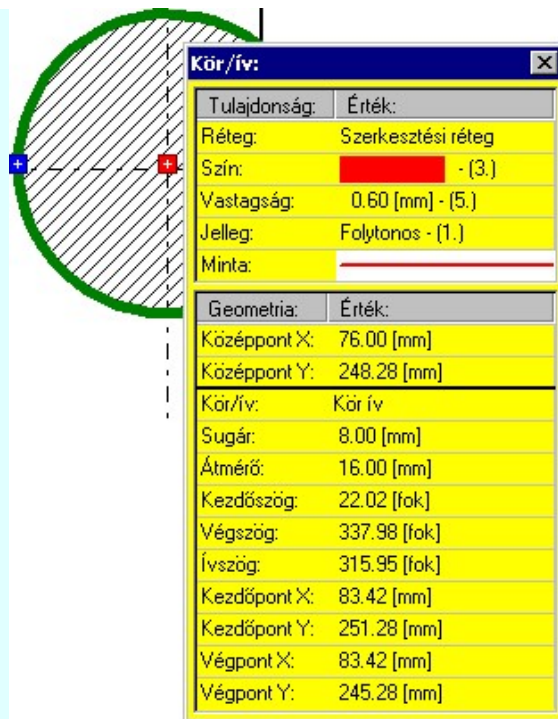 Kör/ív:
Tulajdonság: Érték:
Réteg: Szerkesztési réteg
Szín: - (3.)
Vastagság: 0.60 [mm] - (5.)
Jelleg: Folytonos - (1.)
Minta:
Geometria: Érték:
Középpont X: 76.00 [mm]
Középpont Y: 248.28 [mm]
Kör/ív: Kör ív
Sugár: 8.00 [mm]
Átmérő: 16.00 [mm]
Kezdőszög: 22.02 [fok]
Végszög: 337.98 [fok]
Ívszög: 315.95 [fok]
Kezdőpont X: 83.42 [mm]
Kezdőpont Y: 251.28 [mm]
Végpont X: 83.42 [mm]
Végpont Y: 245.28 [mm]